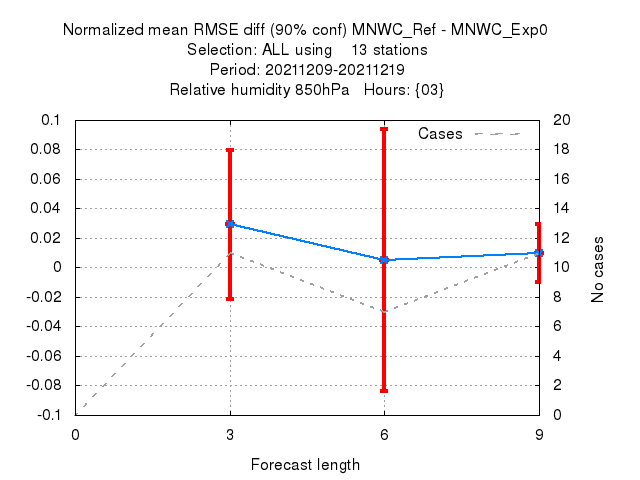 Normalized mean RMSE diff (90% conf) MNWC_Ref - MNWC_Exp0
Selection: ALL using 13 stations
Period: 20211209-20211219
Relative humidity 850hPa Hours: {03}
0.1 20
Cases
0.08 18
0.06 16
0.04 14
0.02 12
0 10
-0.02 8
-0.04 6
-0.06 4
-0.08 2
-0.1 0
No cases
0 3 6 9
Forecast length